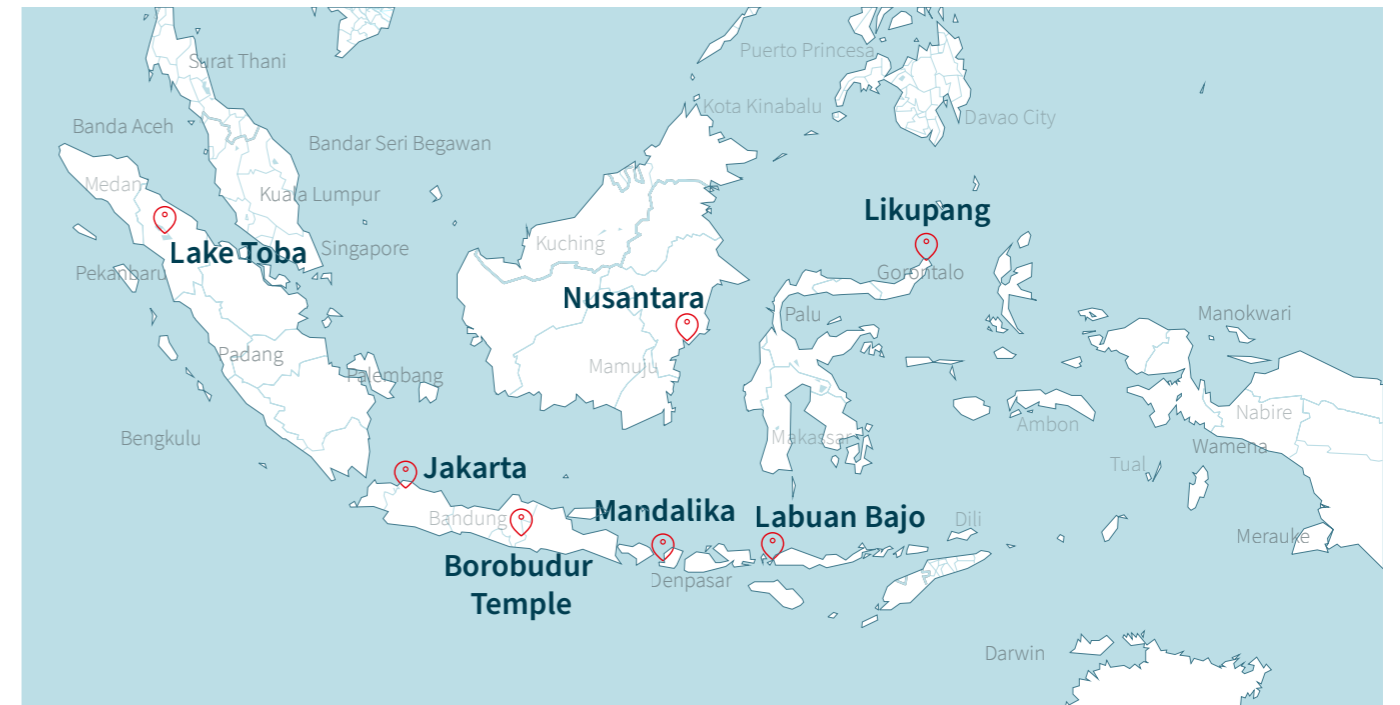 Puerto Princesa
Surat Thani
Kota Kinabalu
Davao City
Banda Aceh
Bandar Seri Begawan
Medan
Kuala Lumpur
Likupang
Lake Toba
Singapore
Kuching
Pekanbaru
Gorontalo
Nusantara
Palu
Manokwari
Padang
Mamuju
Palembang
Nabire
Ambon
Bengkulu
Makassar
Wamena
Tual
Jakarta
Bandung
Mandalika
Labuan Bajo
Dili
Merauke
Borobudur
Temple
Denpasar
Darwin